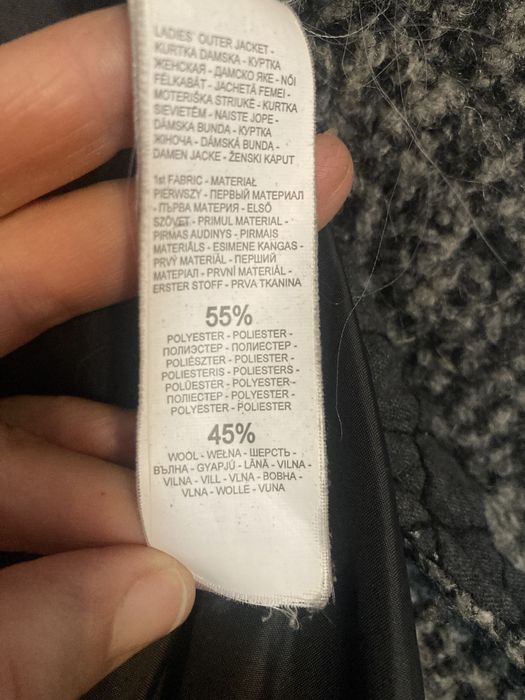 LADIES' OUTER JACKET -
KURTKA DAMSKA - КУРТКА
ЖЕНСКАЯ - ДАМСКО ЯКЕ - NŐI
FÉLKABÁT - JACHETĂ FEMEI -
MOTERIŠKA STRIUKĖ - KURTKA
SIEVIETĒM - NAISTE JOPE -
DÁMSKA BUNDA - КУРТКА
ЖІНОЧА - DÁMSKÁ BUNDA -
DAMEN JACKE - ŽENSKI KAPUT
1st FABRIC - MATERIAŁ
PIERWSZY - ПЕРВЫЙ МАТЕРИАЛ
- ПЪРВА МАТЕРИЯ - ELSŐ
SZÖVET - PRIMUL MATERIAL -
PIRMAS AUDINYS - PIRMAIS
MATERIĀLS - ESIMENE KANGAS -
PRVÝ MATERIÁL - ПЕРШИЙ
МАТЕРІАЛ - PRVNÍ MATERIÁL -
ERSTER STOFF - PRVA TKANINA
55%
POLYESTER - POLIESTER -
ПОЛИЭСТЕР - ПОЛИЕСТЕР -
POLIÉSZTER - POLIESTER -
POLIESTERIS - POLIESTERS -
POLÜESTER - POLYESTER -
ПОЛІЕСТЕР - POLYESTER -
POLYESTER - POLIESTER
45%
WOOL - WEŁNA - ШЕРСТЬ -
ВЪЛНА - GYAPJÚ - LÂNĂ - VILNA -
VILNA - VILL - VLNA - ВОВНА -
VLNA - WOLLE - VUNA